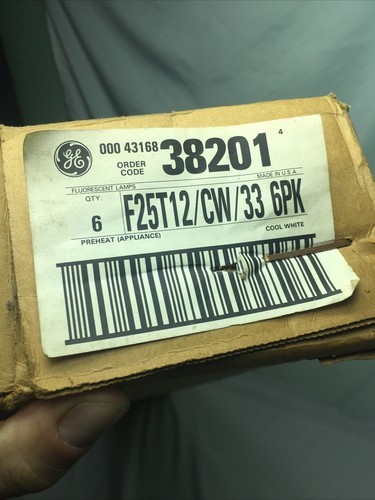 GE
000 43168
ORDER CODE
38201
4
FLUORESCENT LAMPS
MADE IN U.S.A.
QTY.
6
F25T12/CW/33 6PK
PREHEAT (APPLIANCE)
COOL WHITE